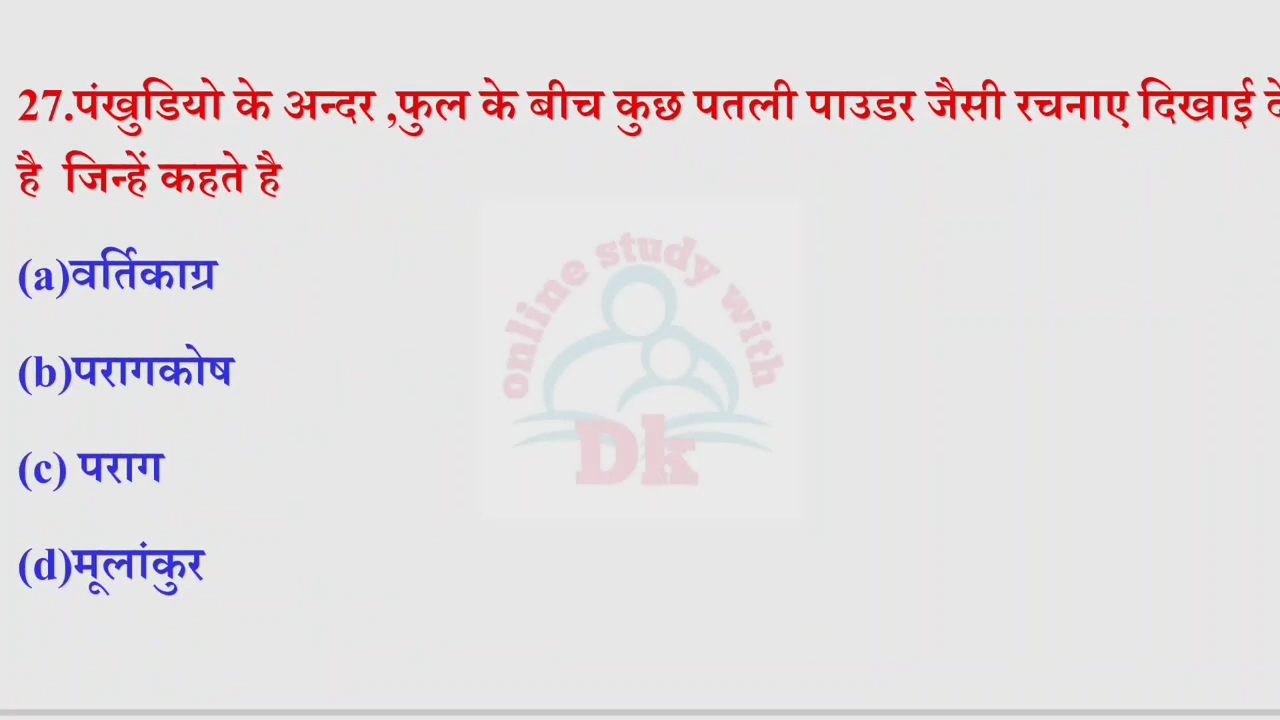 27.पंखुडियो के अन्दर ,फुल के बीच कुछ पतली पाउडर जैसी रचनाए दिखाई
है जिन्हें कहते है
(a)वर्तिकाग्र
(b)परागकोष
(c) पराग
(d)मूलांकुर
online study with
Dk